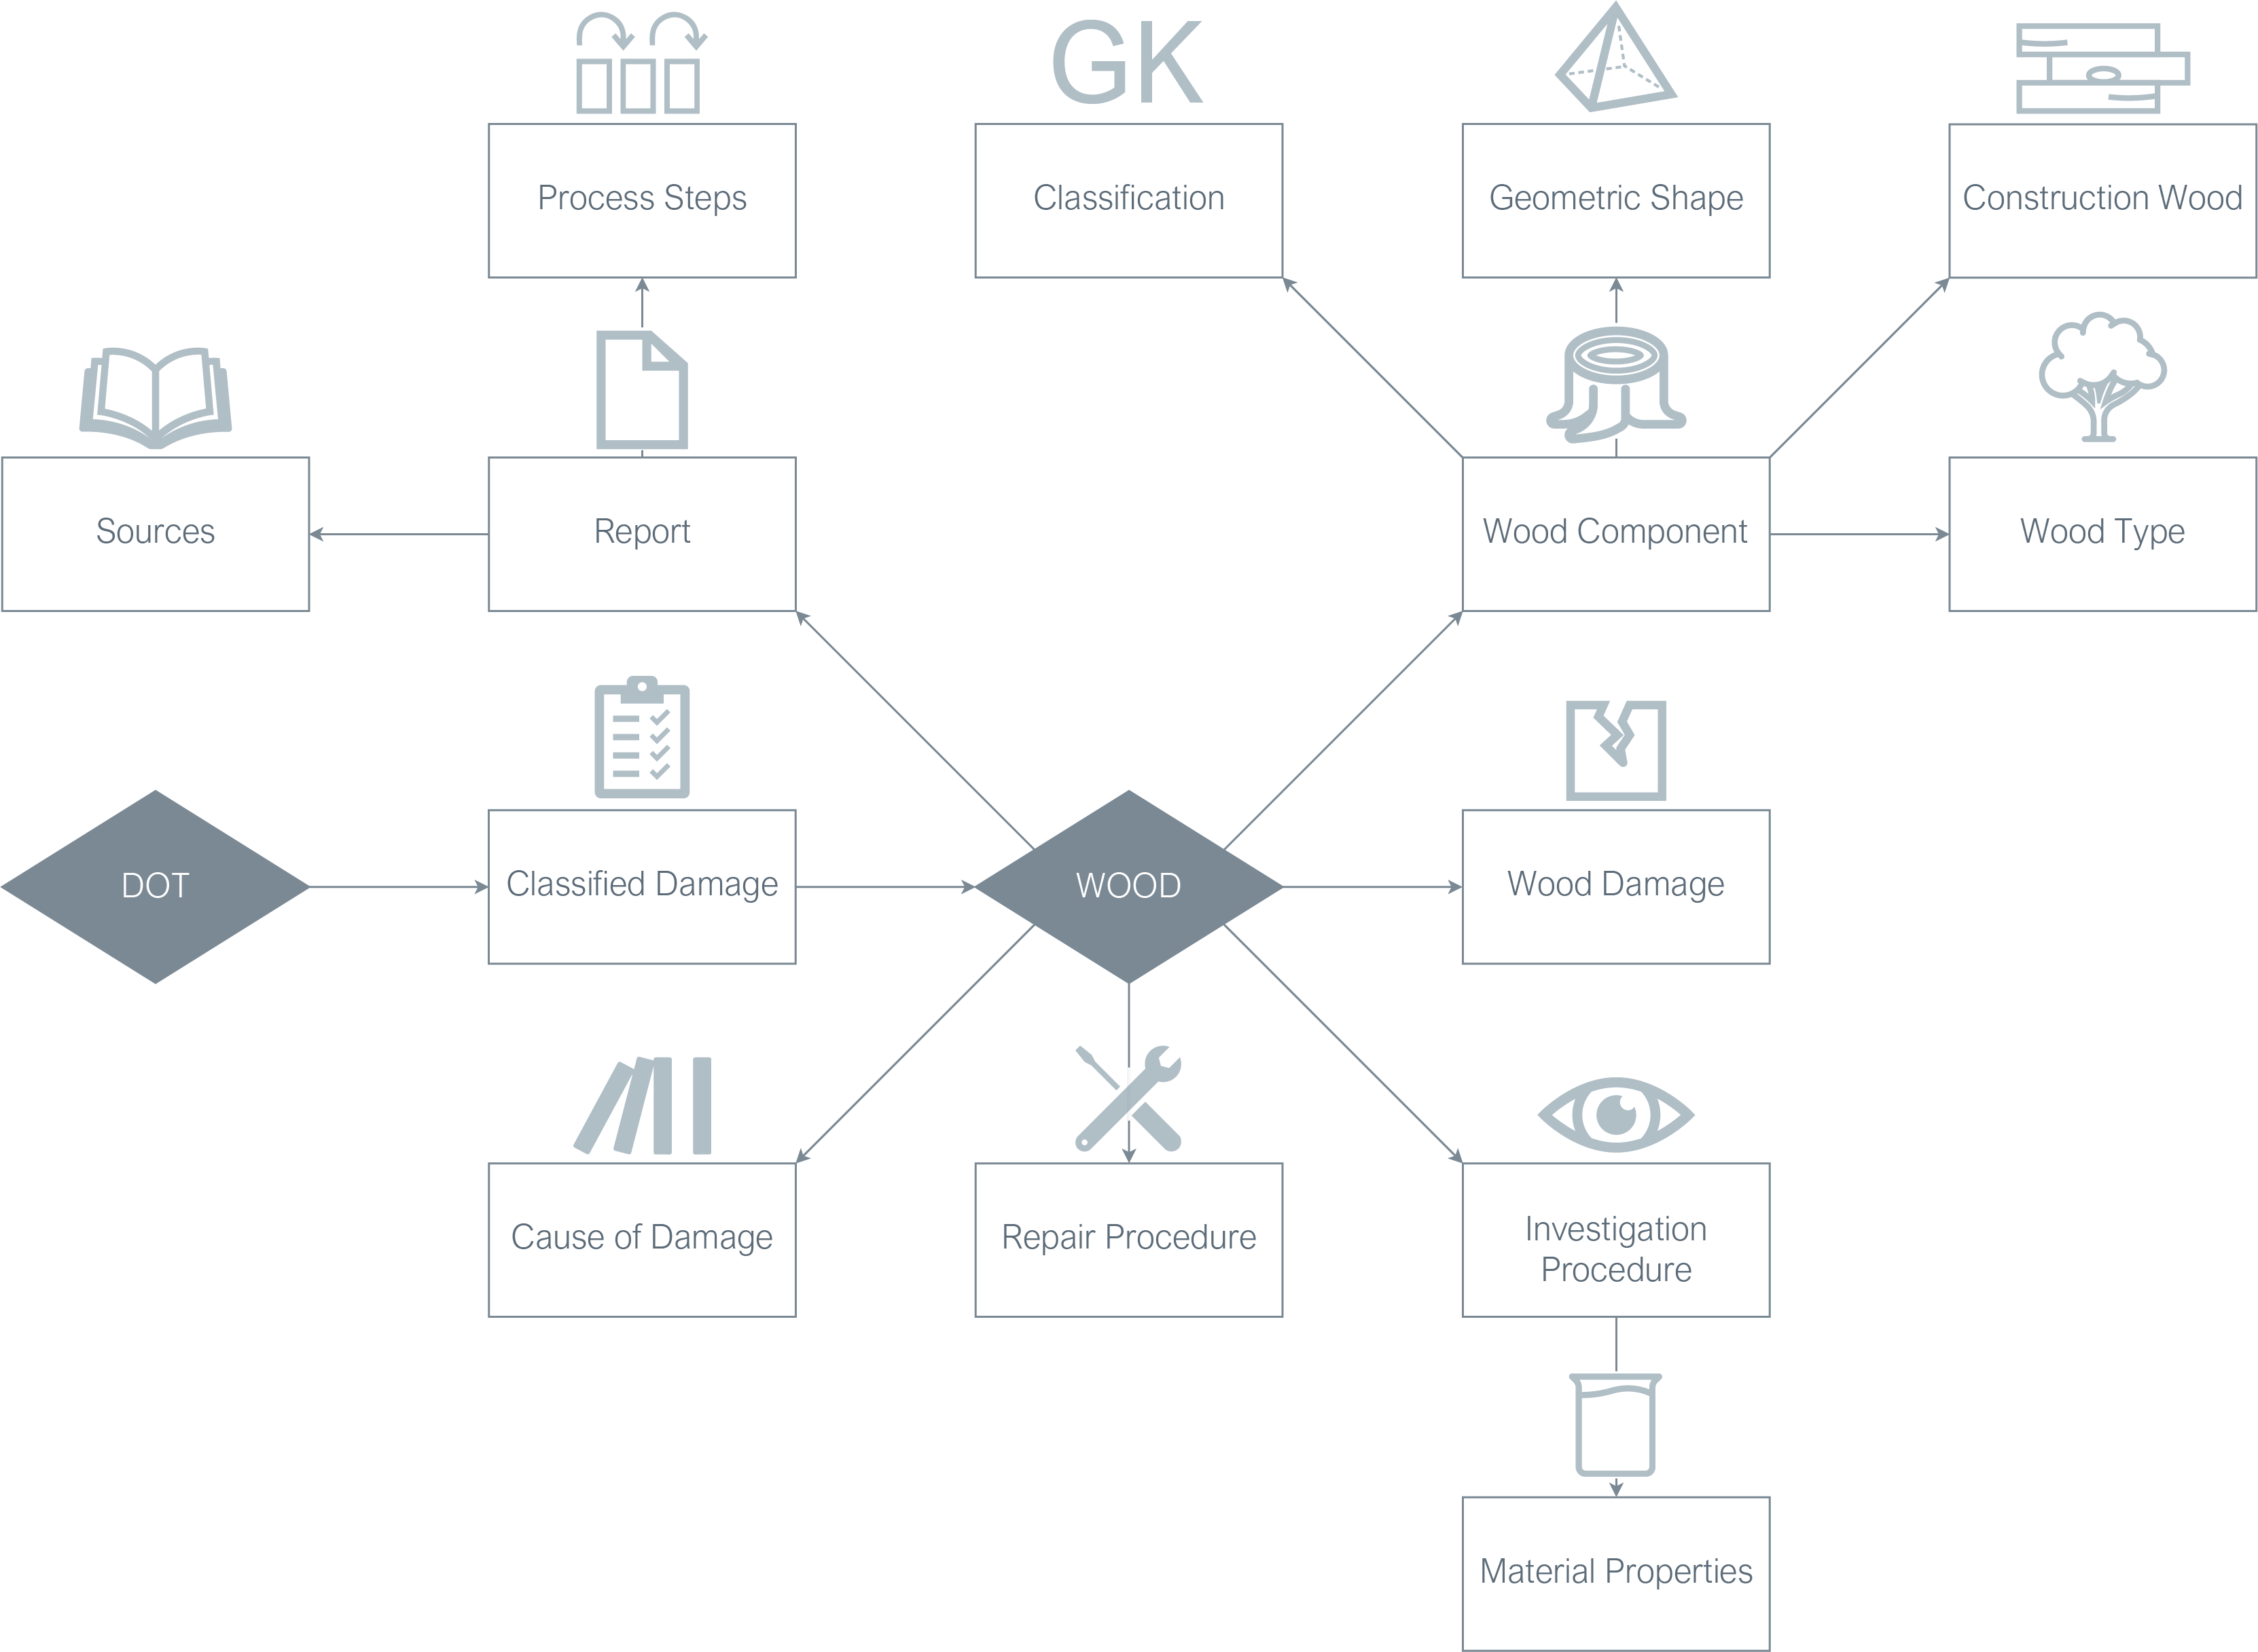 GK
Process Steps
Classification
Geometric Shape
Construction Wood
Sources
Report
Wood Component
Wood Type
DOT
Classified Damage
WOOD
Wood Damage
Cause of Damage
Repair Procedure
Investigation
Procedure
Material Properties